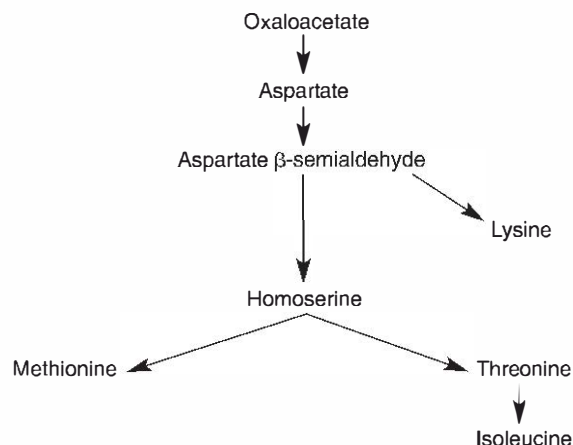 Oxaloacetate
Aspartate
Aspartate β-semialdehyde
Lysine
Homoserine
Methionine
Threonine
Isoleucine